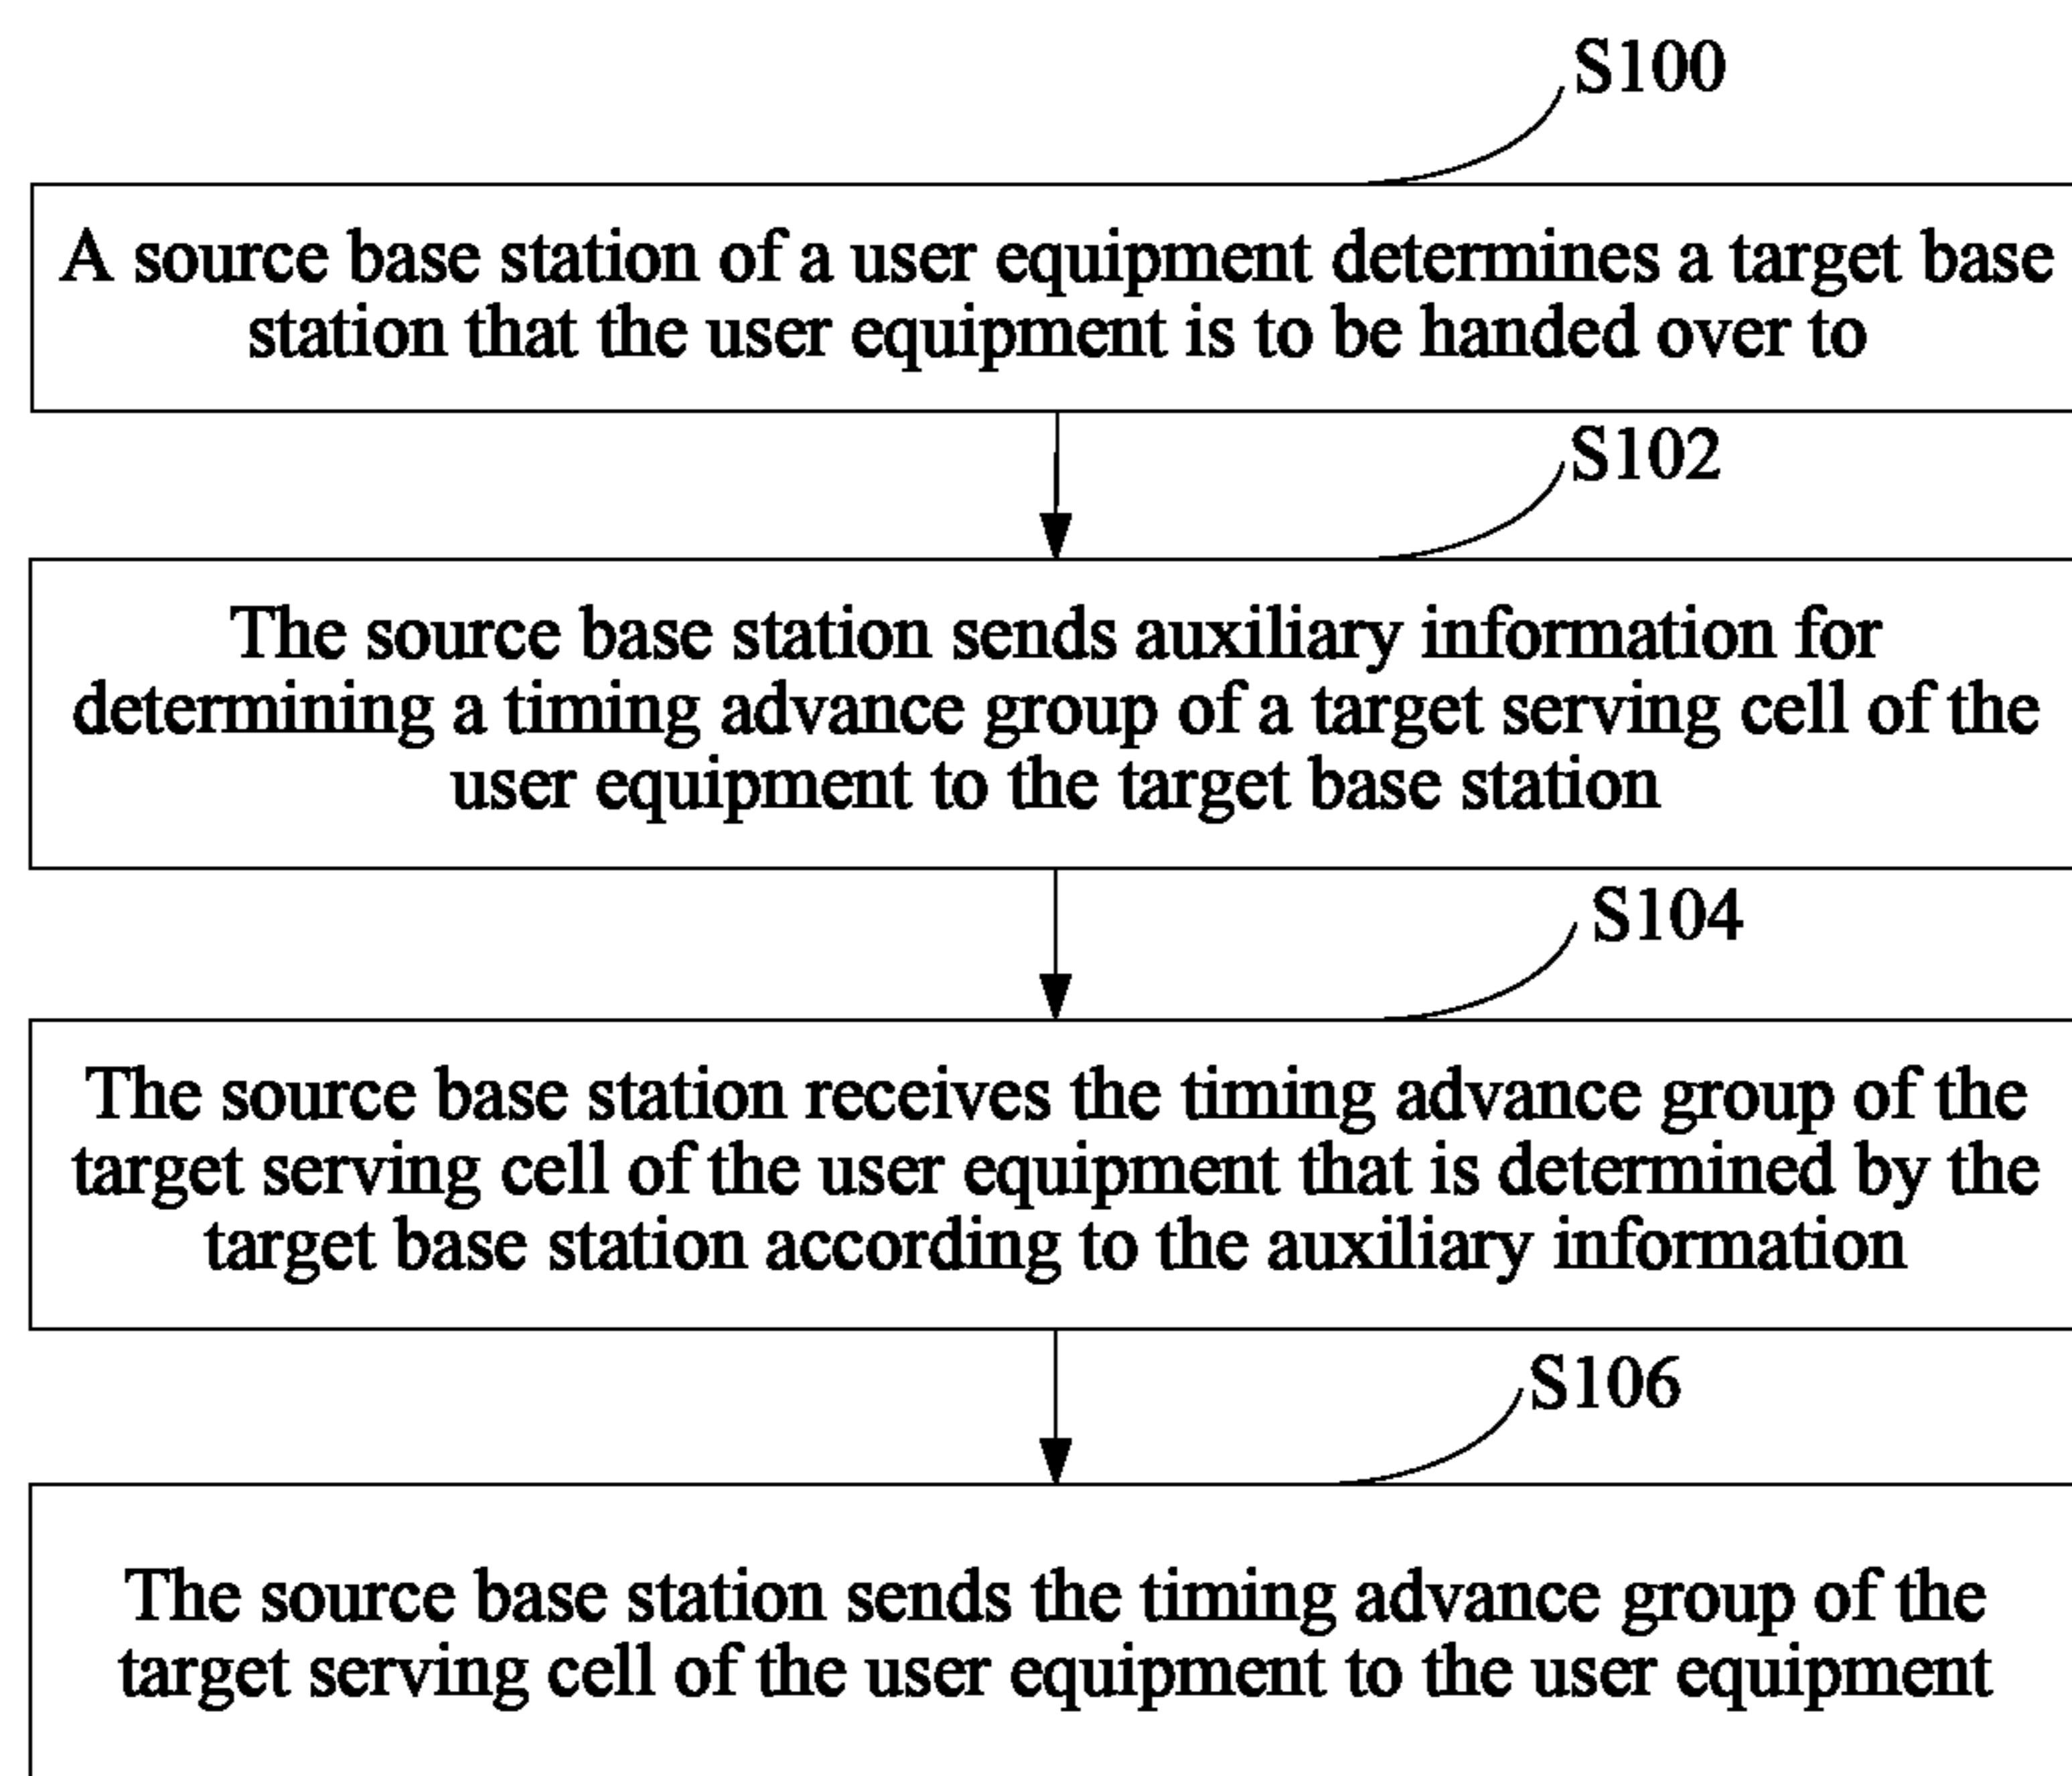 S100
A source base station of a user equipment determines a target base
station that the user equipment is to be handed over to
S102
The source base station sends auxiliary information for
determining a timing advance group of a target serving cell of the
user equipment to the target base station
S104
The source base station receives the timing advance group of the
target serving cell of the user equipment that is determined by the
target base station according to the auxiliary information
S106
The source base station sends the timing advance group of the
target serving cell of the user equipment to the user equipment